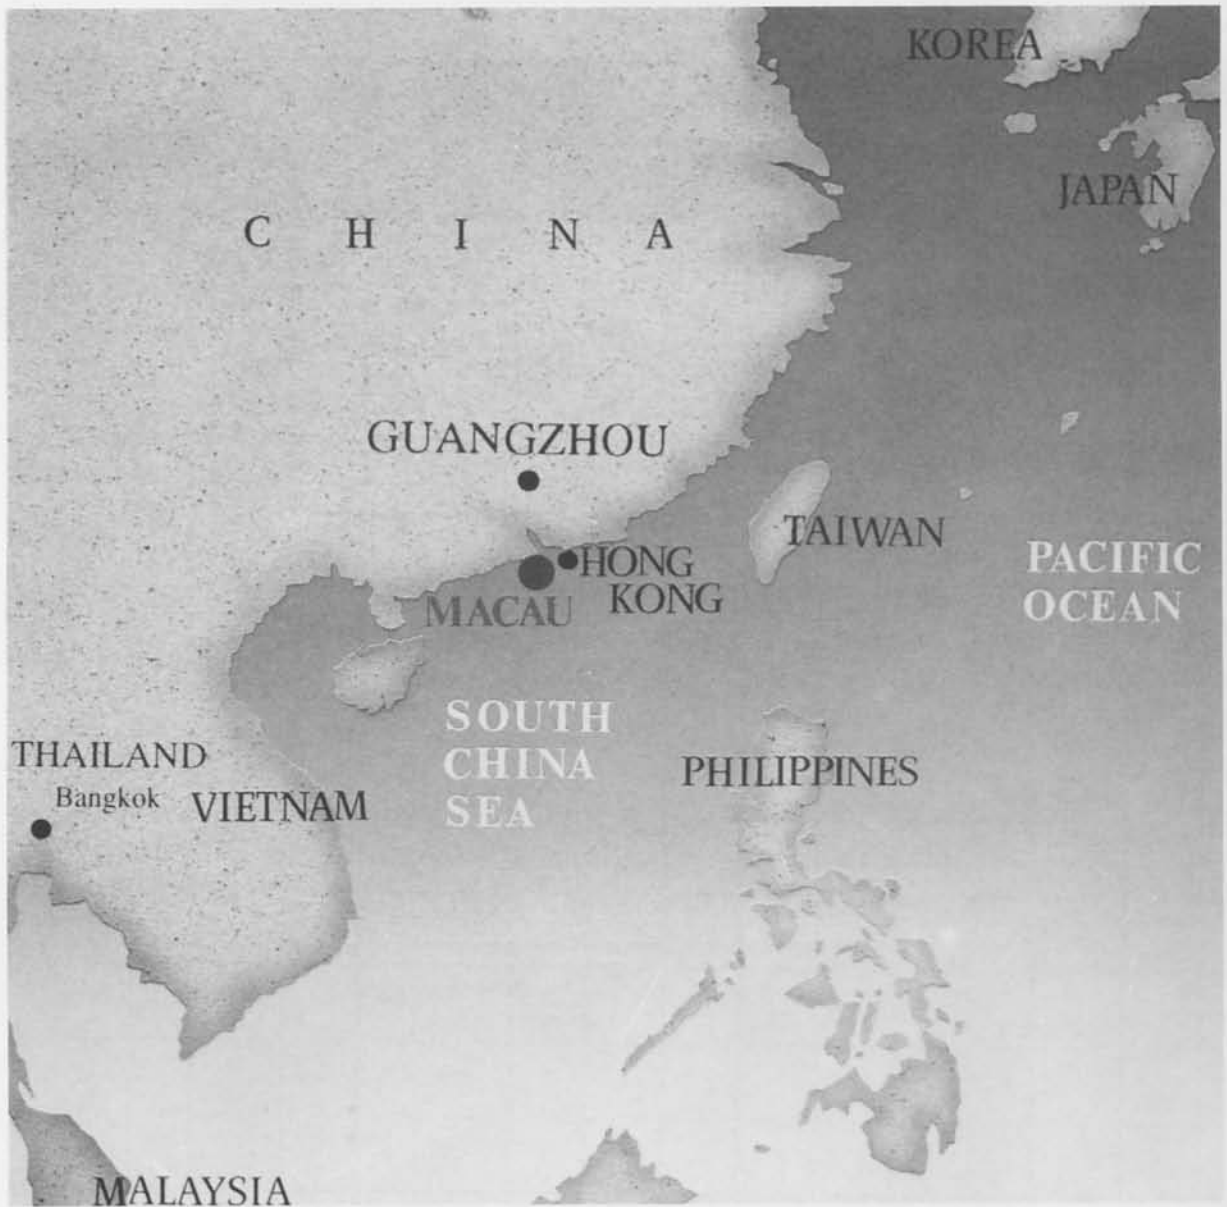 KOREA
JAPAN
C H I N A
GUANGZHOU
TAIWAN
HONG
KONG
MACAU
PACIFIC
OCEAN
SOUTH
CHINA
SEA
PHILIPPINES
THAILAND
Bangkok
VIETNAM
MALAYSIA